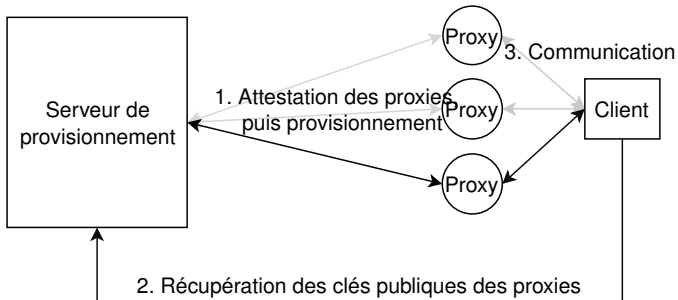 Proxy
3. Communication
1. Attestation des proxies
puis provisionnement
Serveur de
provisionnement
Proxy
Client
Proxy
2. Récupération des clés publiques des proxies